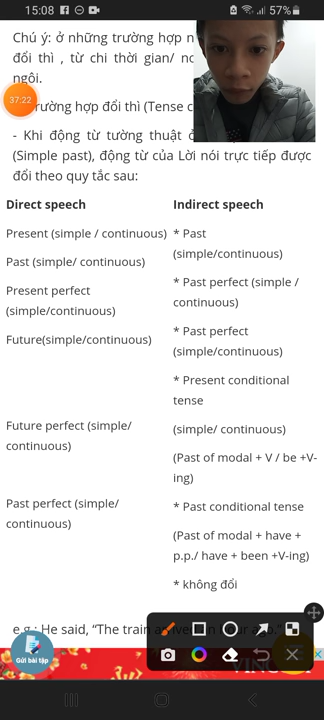 15:08
57%
Chú ý: ở những trường hợp
đổi thì , từ chi thời gian/
ngôi.
37:22
trường hợp đổi thì (Tense
- Khi động từ tường thuật
(Simple past), động từ của Lời nói trực tiếp được
đổi theo quy tắc sau:
Direct speech
Indirect speech
Present (simple / continuous)
* Past
(simple/continuous)
Past (simple/ continuous)
* Past perfect (simple /
continuous)
Present perfect
(simple/continuous)
* Past perfect
(simple/continuous)
Future(simple/continuous)
* Present conditional
tense
(simple/ continuous)
Future perfect (simple/
continuous)
(Past of modal + V / be +V-
ing)
Past perfect (simple/
continuous)
* Past conditional tense
(Past of modal + have +
p.p./ have + been +V-ing)
* không đổi
e.g.: He said, “The train
Gửi bài tập